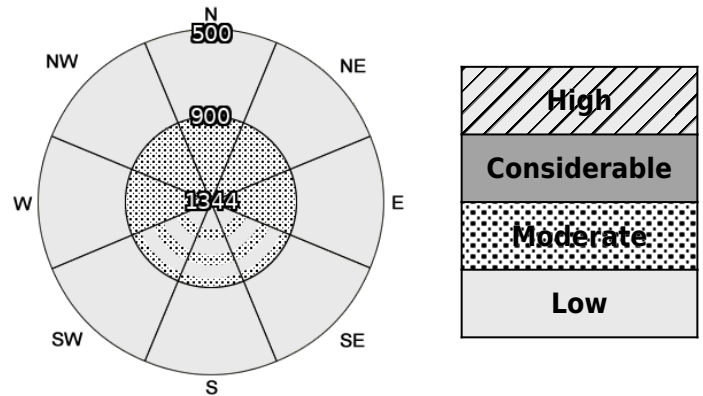 N
500
NW
NE
900
High
Considerable
W
1344
E
Moderate
Low
SW
SE
S